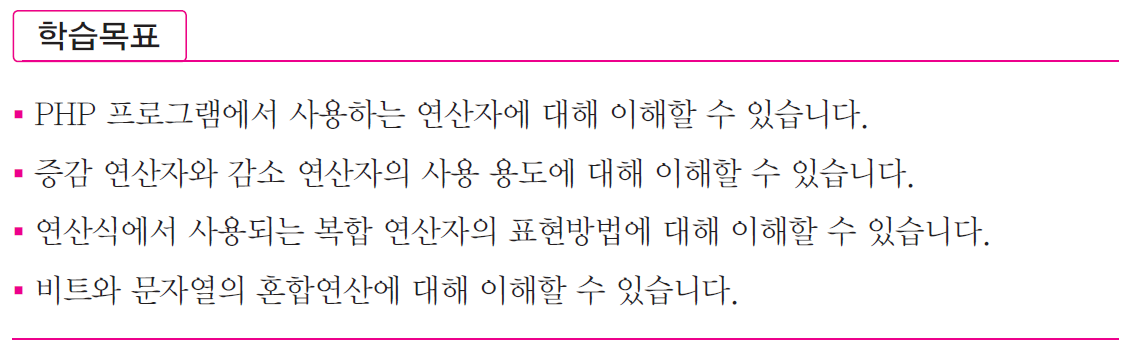 학습목표
▪ PHP 프로그램에서 사용하는 연산자에 대해 이해할 수 있습니다.
▪ 증감 연산자와 감소 연산자의 사용 용도에 대해 이해할 수 있습니다.
▪ 연산식에서 사용되는 복합 연산자의 표현방법에 대해 이해할 수 있습니다.
▪ 비트와 문자열의 혼합연산에 대해 이해할 수 있습니다.